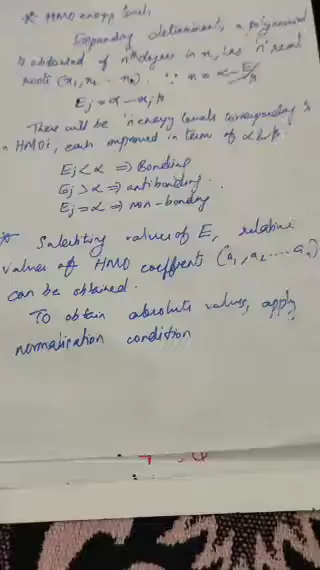 * HMO energy levels
Expanding determinant, a polynomial
is obtained of nth degree in x, has 'n' real
roots (x₁, x₂ .. xₙ). ∵ x = α-E/β
Ej = α - xjβ
There will be 'n' energy levels corresponding to
n HMOs, each expressed in term of α & β.
Ej < α ⇒ Bonding
Ej > α ⇒ antibonding.
Ej = α ⇒ non-bonding
* values of E, relative
values of HMO coeffients (a₁, a₂ .... aₙ)
can be obtained.
To obtain absolute values, apply
normalisation condition